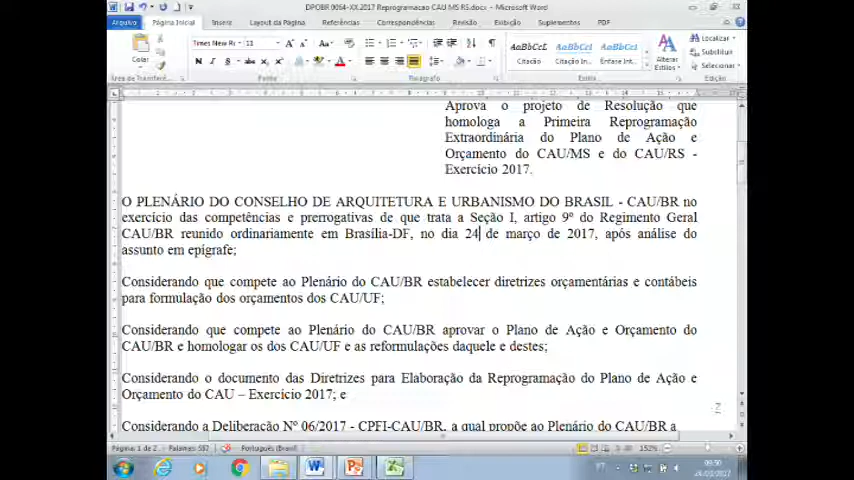 DPOBR 0064-XX.2017 Reprogramacao CAU MS RS.docx - Microsoft Word
Arquivo Página Inicial Inserir Layout da Página Referências Correspondências Revisão Exibição Suplementos PDF
Times New Ro 11
Colar
AaBbCcL AaBbCcL AaBbCcL
Citação Citação In... Ênfase Int...
Alterar Estilos
Localizar
Substituir
Selecionar
Área de Transferê... Fonte Parágrafo Estilo Edição
Aprova o projeto de Resolução que
homologa a Primeira Reprogramação
Extraordinária do Plano de Ação e
Orçamento do CAU/MS e do CAU/RS -
Exercício 2017.
O PLENÁRIO DO CONSELHO DE ARQUITETURA E URBANISMO DO BRASIL - CAU/BR no
exercício das competências e prerrogativas de que trata a Seção I, artigo 9º do Regimento Geral
CAU/BR reunido ordinariamente em Brasília-DF, no dia 24 de março de 2017, após análise do
assunto em epígrafe;
Considerando que compete ao Plenário do CAU/BR estabelecer diretrizes orçamentárias e contábeis
para formulação dos orçamentos dos CAU/UF;
Considerando que compete ao Plenário do CAU/BR aprovar o Plano de Ação e Orçamento do
CAU/BR e homologar os dos CAU/UF e as reformulações daquele e destes;
Considerando o documento das Diretrizes para Elaboração da Reprogramação do Plano de Ação e
Orçamento do CAU – Exercício 2017; e
Considerando a Deliberação Nº 06/2017 - CPFI-CAU/BR, a qual propõe ao Plenário do CAU/BR a
Página: 1 de 2 Palavras: 592 Português (Brasil) 152%
PT 09:50